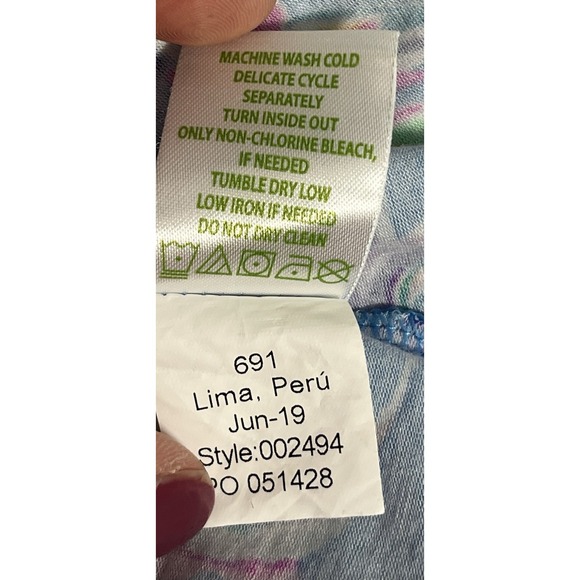 MACHINE WASH COLD
DELICATE CYCLE
SEPARATELY
TURN INSIDE OUT
ONLY NON-CHLORINE BLEACH,
IF NEEDED
TUMBLE DRY LOW
LOW IRON IF NEEDED
DO NOT DRY CLEAN
691
Lima, Perú
Jun-19
Style:002494
PO 051428